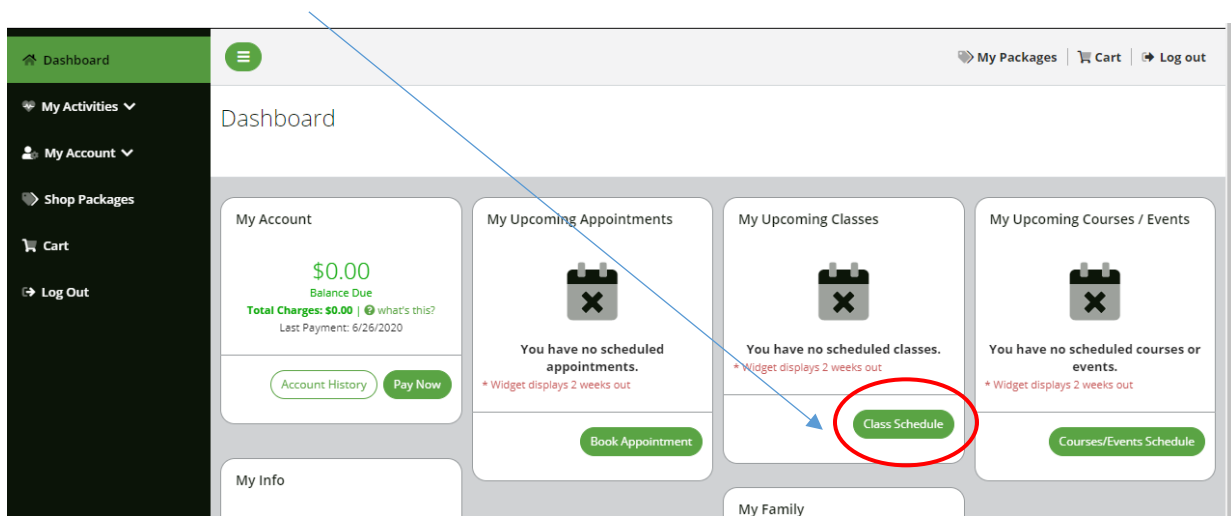 Dashboard
My Activities
My Account
Shop Packages
Cart
Log Out
My Packages
Cart
Log out
Dashboard
My Account
$0.00
Balance Due
Total Charges: $0.00 | what's this?
Last Payment: 6/26/2020
Account History
Pay Now
My Upcoming Appointments
You have no scheduled
appointments.
* Widget displays 2 weeks out
Book Appointment
My Upcoming Classes
You have no scheduled classes.
* Widget displays 2 weeks out
Class Schedule
My Upcoming Courses / Events
You have no scheduled courses or
events.
* Widget displays 2 weeks out
Courses/Events Schedule
My Info
My Family